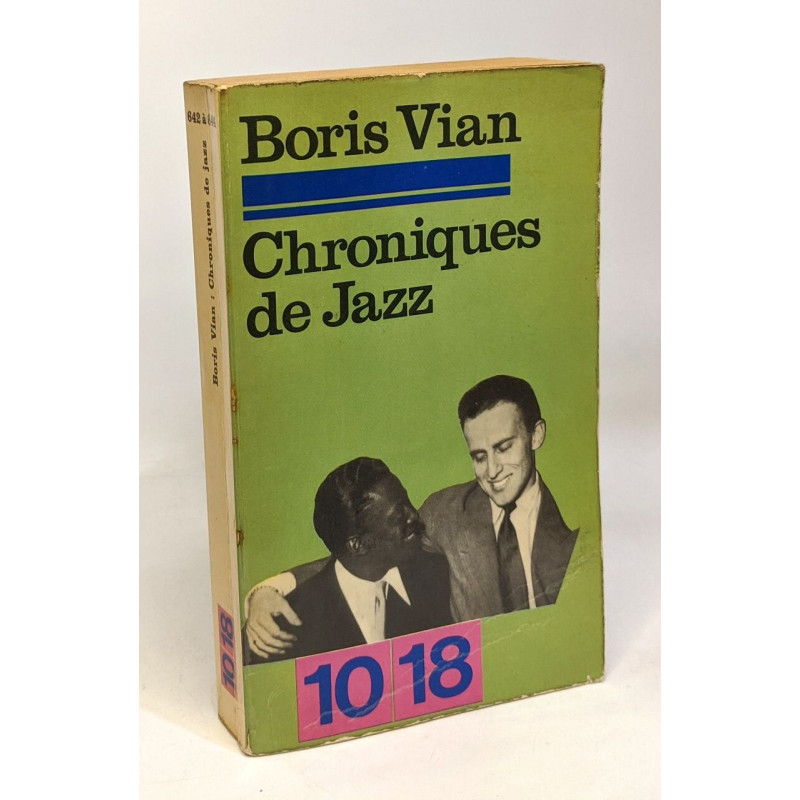 Boris Vian
Chroniques
de Jazz
10 18
642 à
Boris Vian : Chroniques de jazz
10 18